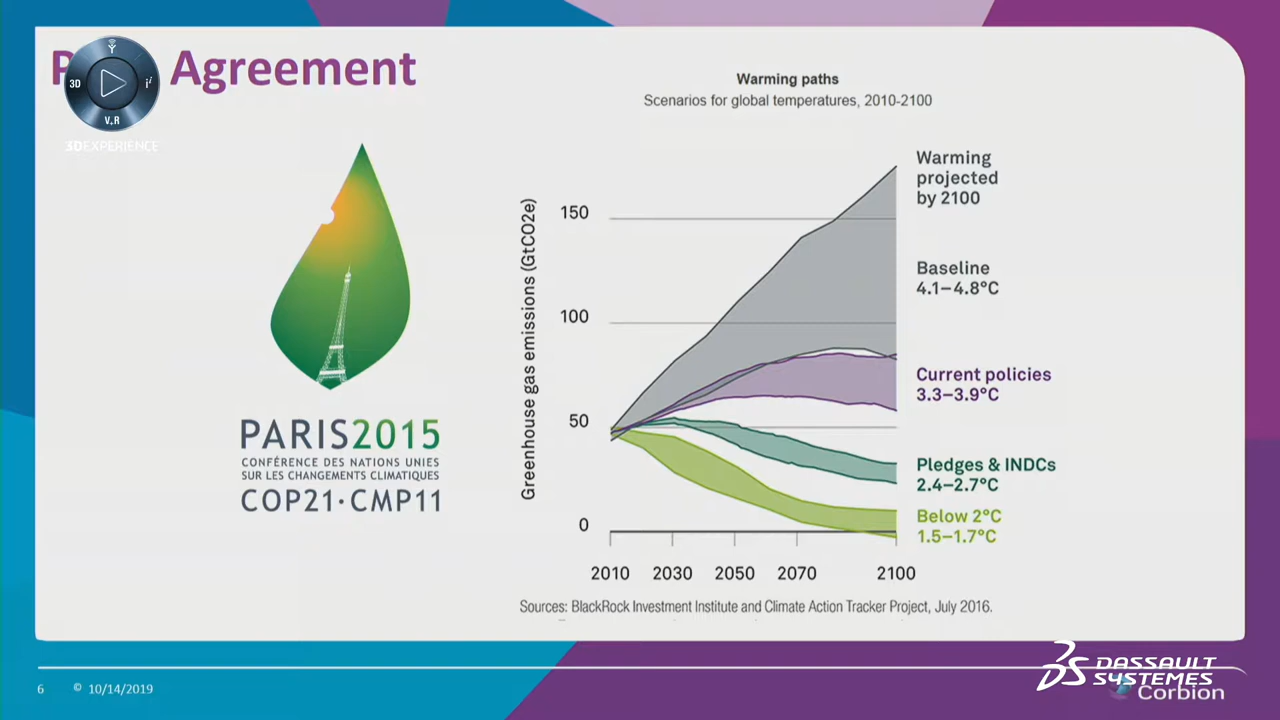 Agreement
3D
i
V,R
3DEXPERIENCE
PARIS2015
CONFÉRENCE DES NATIONS UNIES
SUR LES CHANGEMENTS CLIMATIQUES
COP21·CMP11
Warming paths
Scenarios for global temperatures, 2010-2100
Greenhouse gas emissions (GtCO2e)
150
100
50
0
2010 2030 2050 2070 2100
Warming
projected
by 2100
Baseline
4.1–4.8°C
Current policies
3.3–3.9°C
Pledges & INDCs
2.4–2.7°C
Below 2°C
1.5–1.7°C
Sources: BlackRock Investment Institute and Climate Action Tracker Project, July 2016.
6 © 10/14/2019
DASSAULT
SYSTEMES
Corbion